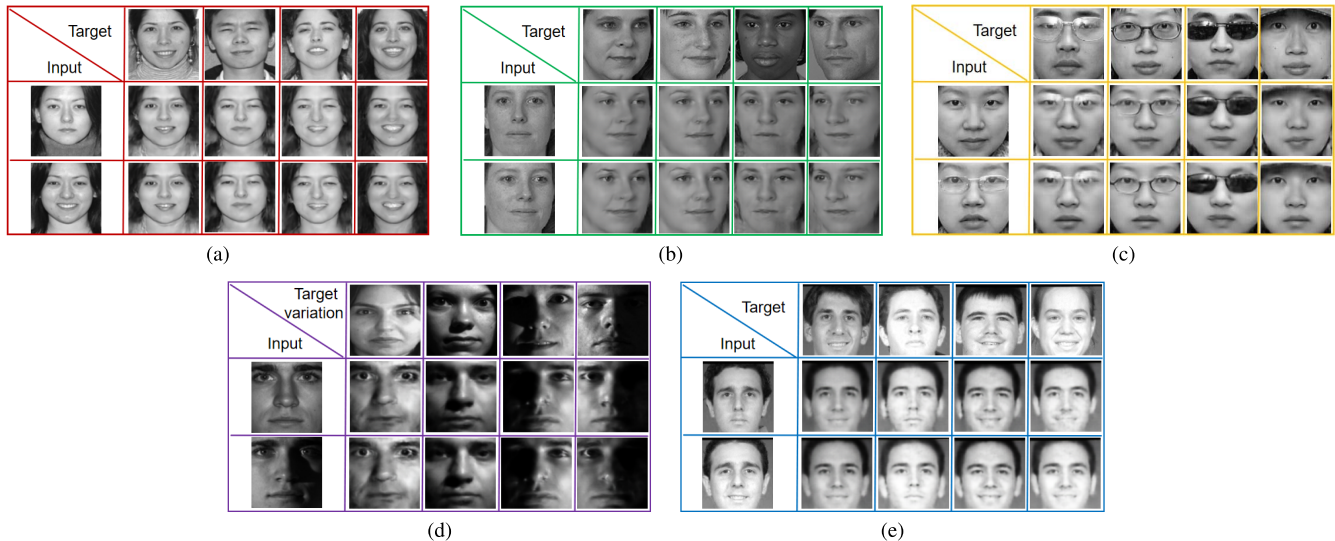 Target
Input
Target
Input
Target
Input
(a)
(b)
(c)
Target
variation
Input
Target
Input
(d)
(e)